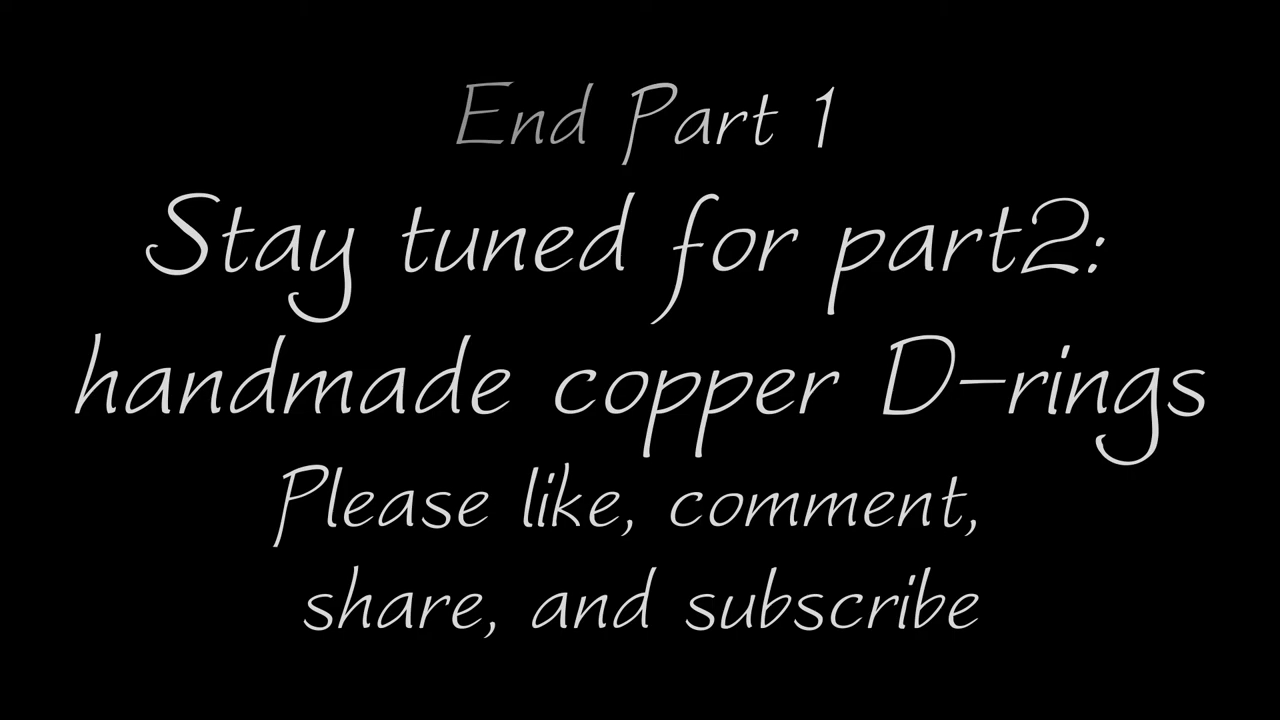 End Part 1
Stay tuned for part2:
handmade copper D-rings
Please like, comment,
share, and subscribe